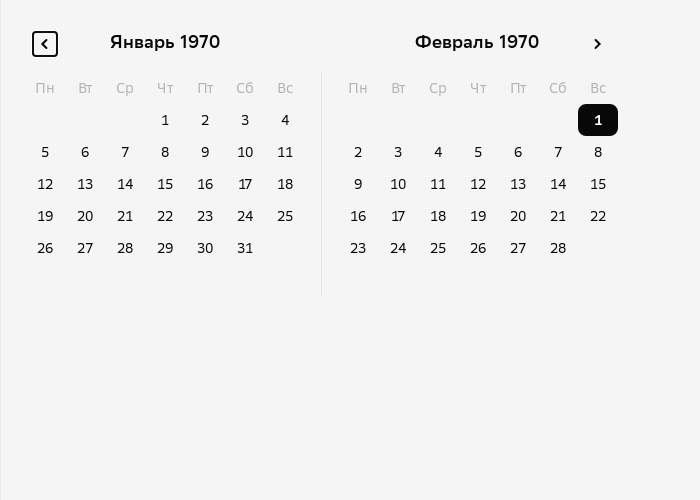 Январь 1970
Пн Вт Ср Чт Пт Сб Вс
1 2 3 4
5 6 7 8 9 10 11
12 13 14 15 16 17 18
19 20 21 22 23 24 25
26 27 28 29 30 31
Февраль 1970
Пн Вт Ср Чт Пт Сб Вс
1
2 3 4 5 6 7 8
9 10 11 12 13 14 15
16 17 18 19 20 21 22
23 24 25 26 27 28